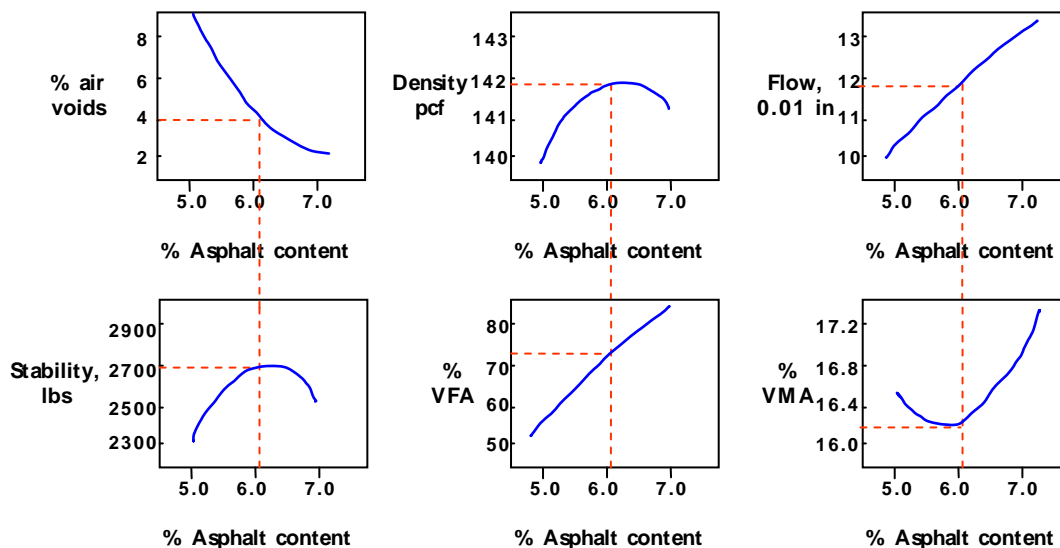 8
6
4
2
% air
voids
5.0 6.0 7.0
% Asphalt content
143
142
141
140
Density
pcf
5.0 6.0 7.0
% Asphalt content
13
12
11
10
Flow,
0.01 in
5.0 6.0 7.0
% Asphalt content
2900
2700
2500
2300
Stability,
lbs
5.0 6.0 7.0
% Asphalt content
80
70
60
50
%
VFA
5.0 6.0 7.0
% Asphalt content
17.2
16.8
16.4
16.0
%
VMA
5.0 6.0 7.0
% Asphalt content